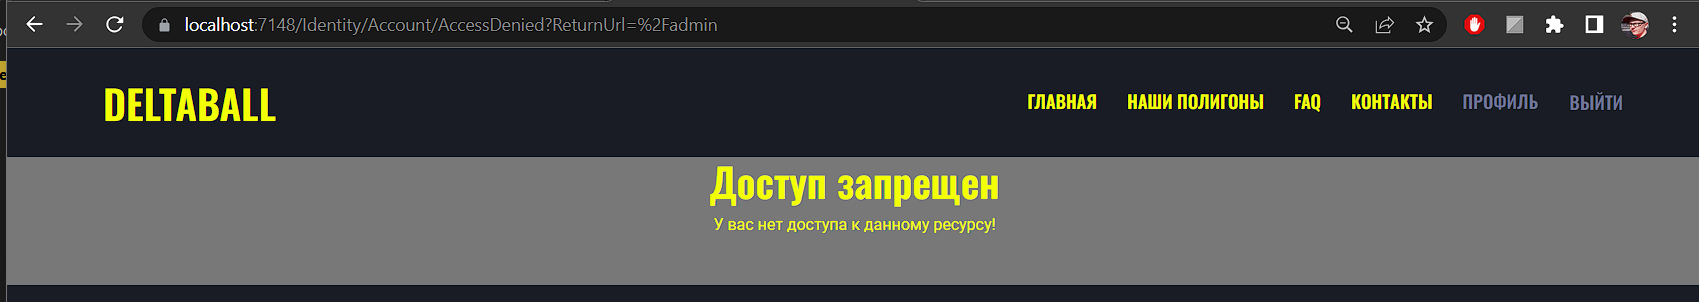 localhost:7148/Identity/Account/AccessDenied?ReturnUrl=%2Fadmin
DELTABALL
ГЛАВНАЯ НАШИ ПОЛИГОНЫ FAQ КОНТАКТЫ ПРОФИЛЬ ВЫЙТИ
Доступ запрещен
У вас нет доступа к данному ресурсу!